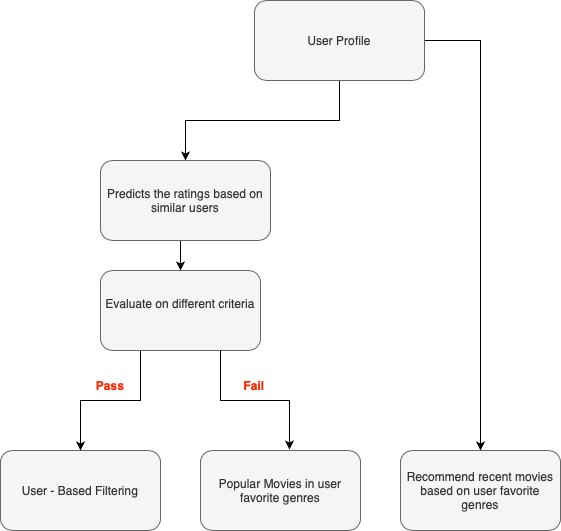 User Profile
Predicts the ratings based on
similar users
Evaluate on different criteria
Pass
Fail
User - Based Filtering
Popular Movies in user
favorite genres
Recommend recent movies
based on user favorite
genres